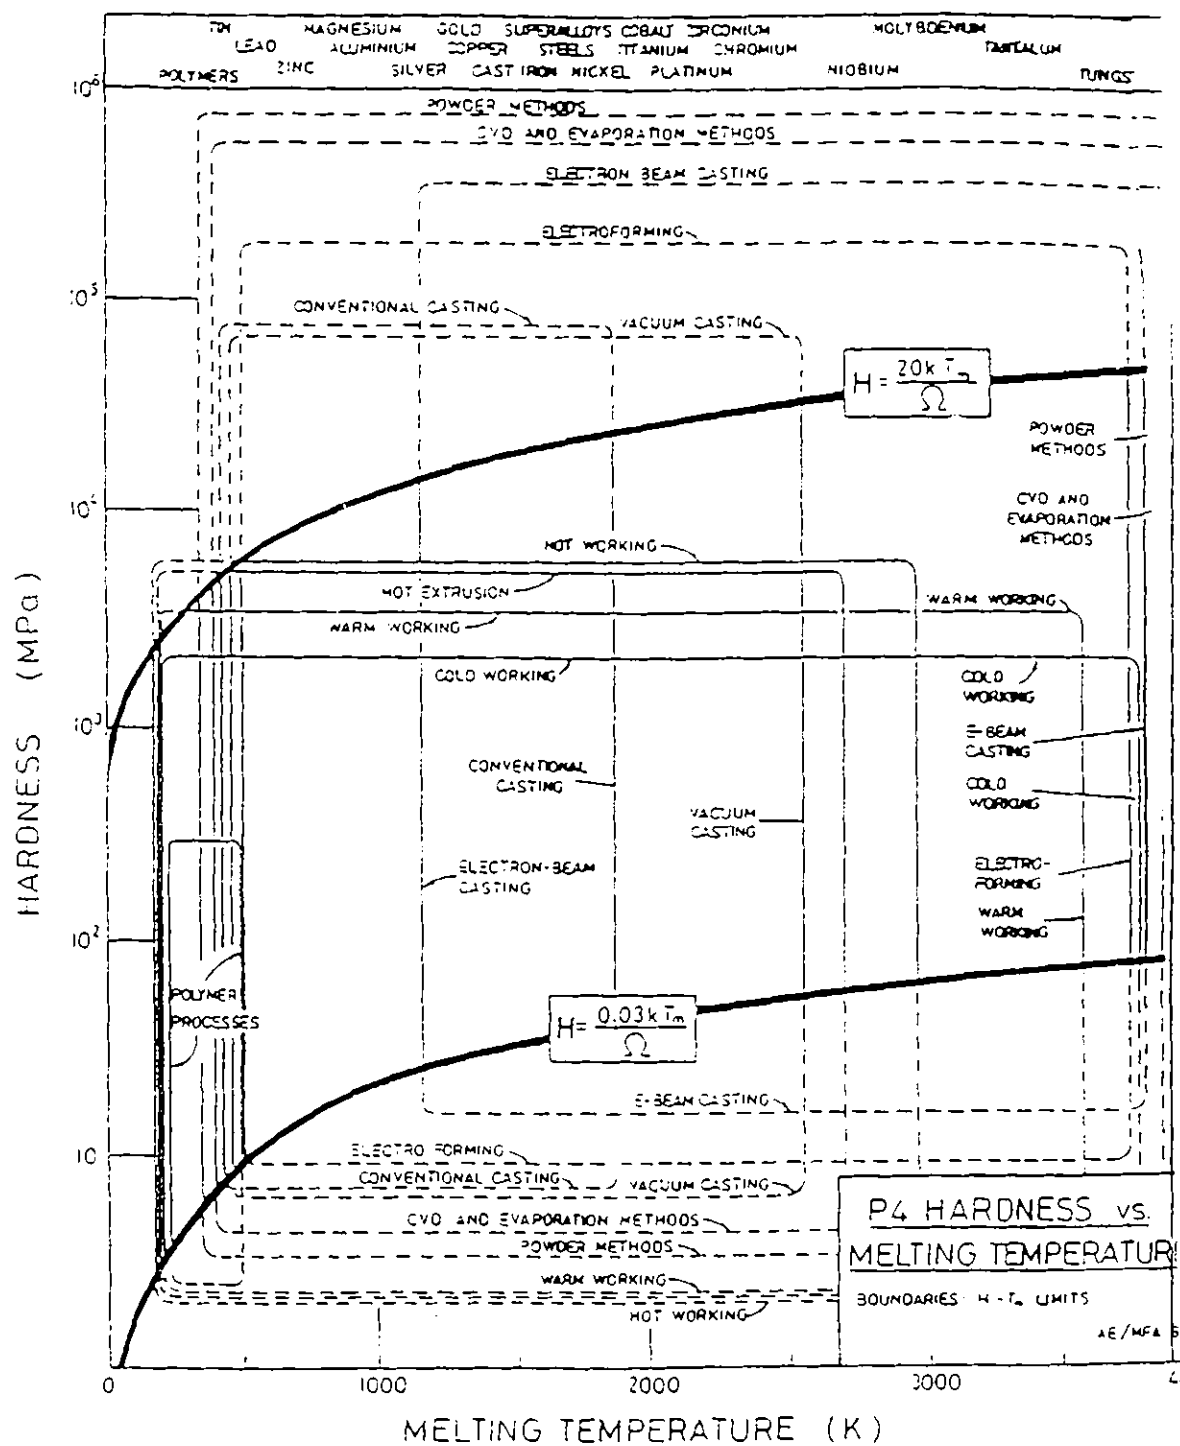 TIN MAGNESIUM GOLD SUPERALLOYS COBALT ZIRCONIUM MOLYBDENUM
LEAD ALUMINIUM COPPER STEELS TITANIUM CHROMIUM TANTALUM
POLYMERS ZINC SILVER CAST IRON NICKEL PLATINUM NIOBIUM TUNGS
10⁶
POWDER METHODS
CVD AND EVAPORATION METHODS
ELECTRON BEAM CASTING
ELECTROFORMING
10⁵
CONVENTIONAL CASTING
VACUUM CASTING
H = 20kTₘ/Ω
POWDER
METHODS
CVD AND
EVAPORATION
METHODS
10⁴
HOT WORKING
HOT EXTRUSION
WARM WORKING
WARM WORKING
COLD WORKING
COLD
WORKING
10³
E-BEAM
CASTING
CONVENTIONAL
CASTING
COLD
WORKING
VACUUM
CASTING
ELECTRON-BEAM
CASTING
ELECTRO-
FORMING
WARM
WORKING
10²
POLYMER
PROCESSES
H = 0.03kTₘ/Ω
E-BEAM CASTING
10
ELECTRO FORMING
CONVENTIONAL CASTING
VACUUM CASTING
CVD AND EVAPORATION METHODS
POWDER METHODS
WARM WORKING
HOT WORKING
P4 HARDNESS vs.
MELTING TEMPERATUR
BOUNDARIES: H-Tₘ LIMITS
AE/MFA
0 1000 2000 3000 4
HARDNESS (MPa)
MELTING TEMPERATURE (K)